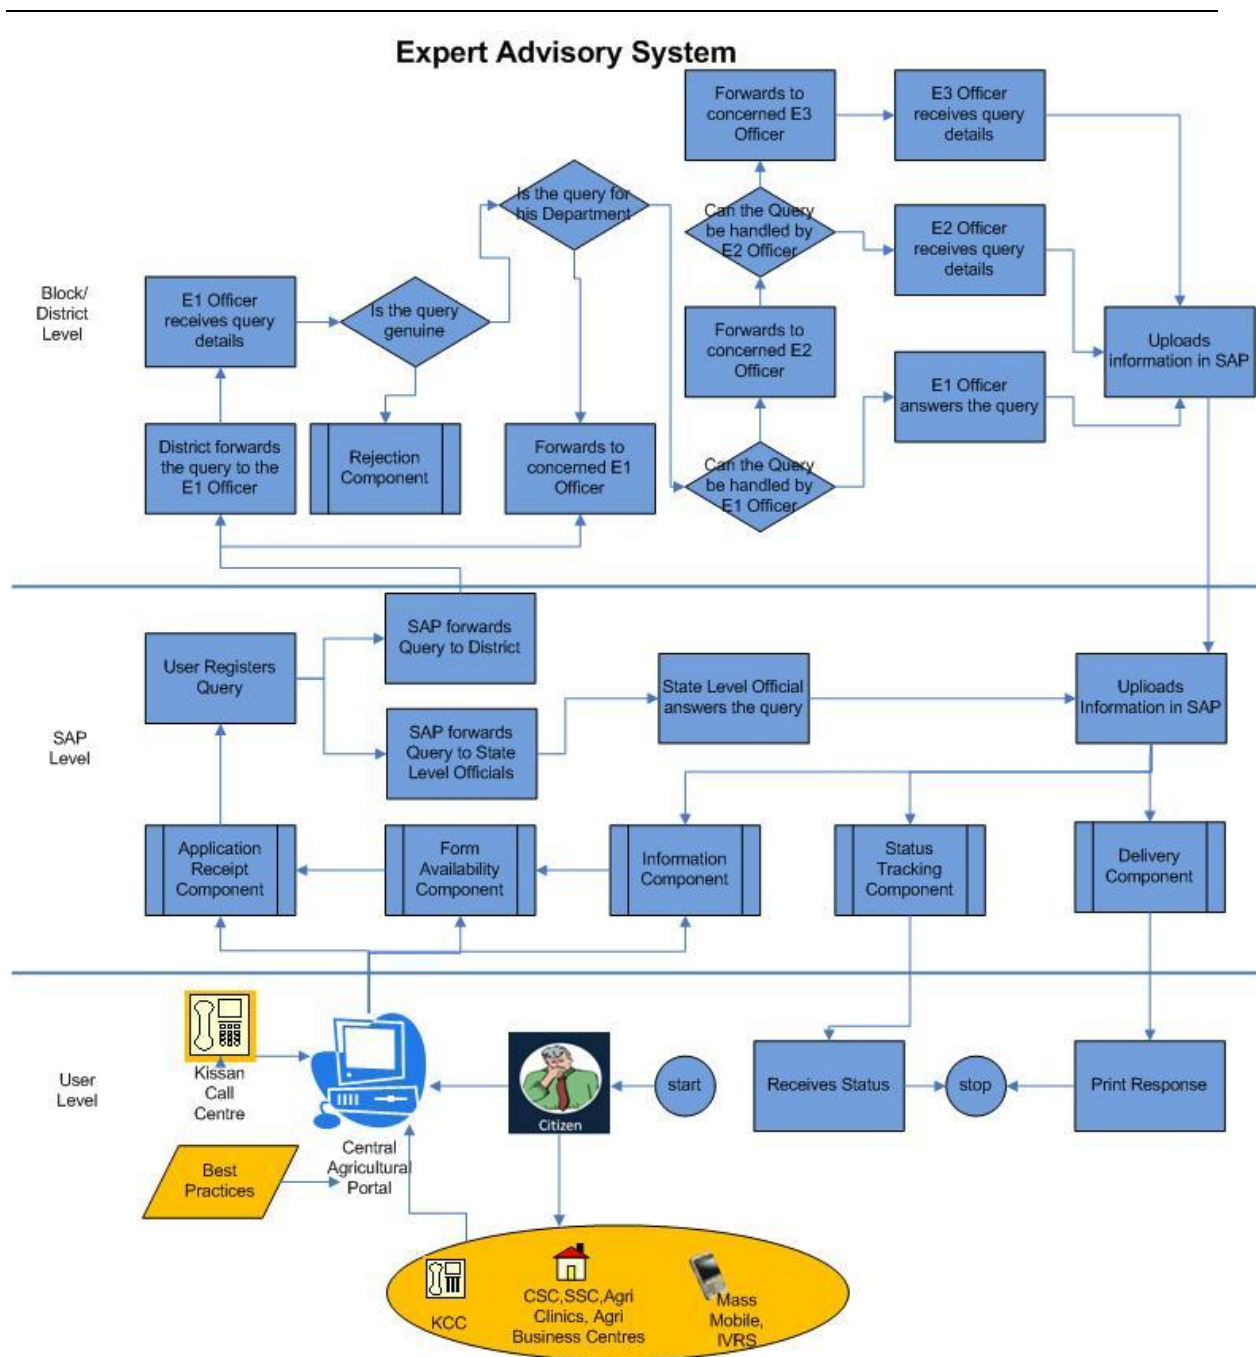 Expert Advisory System
Forwards to
concerned E3
Officer
E3 Officer
receives query
details
Is the query for
his Department
Can the Query
be handled by
E2 Officer
E2 Officer
receives query
details
Block/
District
Level
E1 Officer
receives query
details
Is the query
genuine
Forwards to
concerned E2
Officer
Uploads
information in SAP
E1 Officer
answers the query
District forwards
the query to the
E1 Officer
Rejection
Component
Forwards to
concerned E1
Officer
Can the Query
be handled by
E1 Officer
SAP forwards
Query to District
User Registers
Query
State Level Official
answers the query
Uploads
Information in SAP
SAP
Level
SAP forwards
Query to State
Level Officials
Application
Receipt
Component
Form
Availability
Component
Information
Component
Status
Tracking
Component
Delivery
Component
User
Level
Kissan
Call
Centre
Citizen
start
Receives Status
stop
Print Response
Central
Agricultural
Portal
Best
Practices
KCC
CSC,SSC,Agri
Clinics, Agri
Business Centres
Mass
Mobile,
IVRS